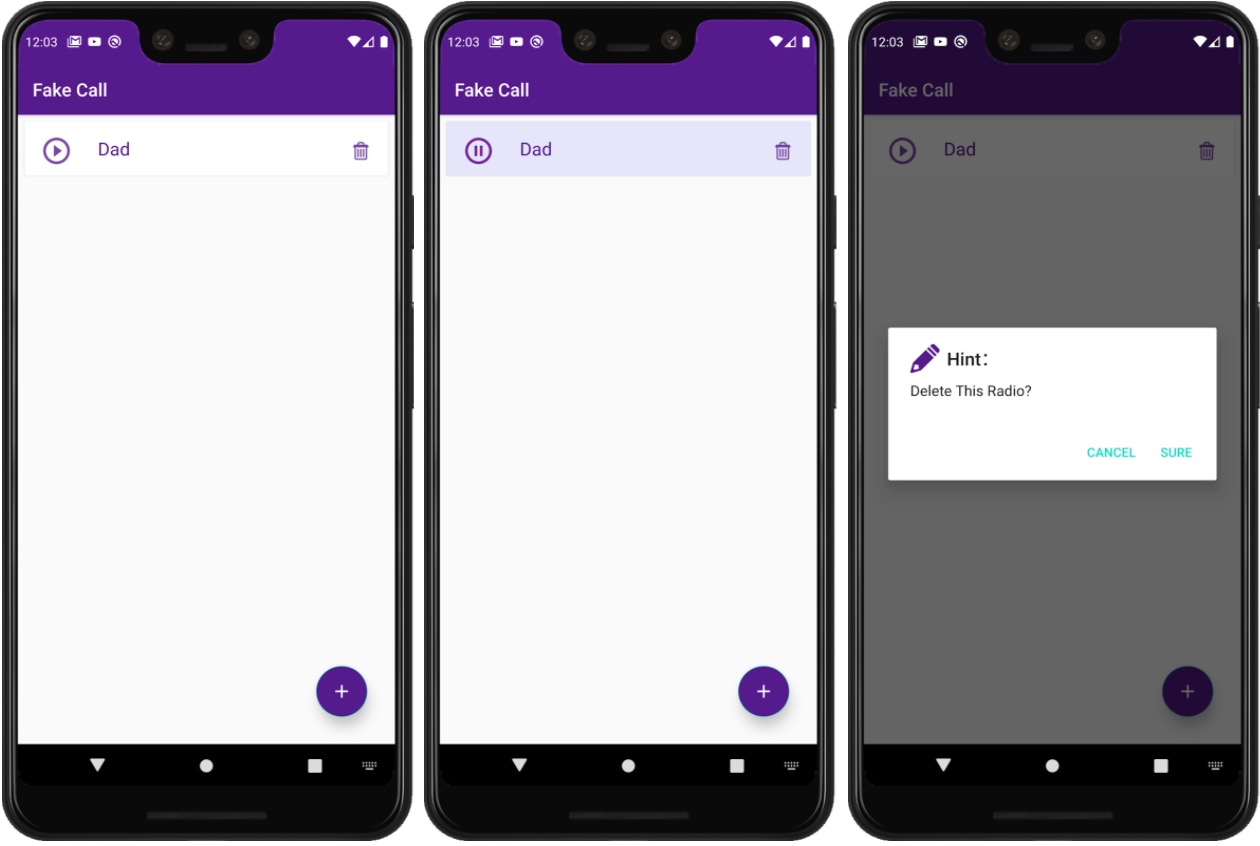 12:03
Fake Call
Dad
12:03
Fake Call
Dad
12:03
Fake Call
Dad
Hint：
Delete This Radio?
CANCEL SURE